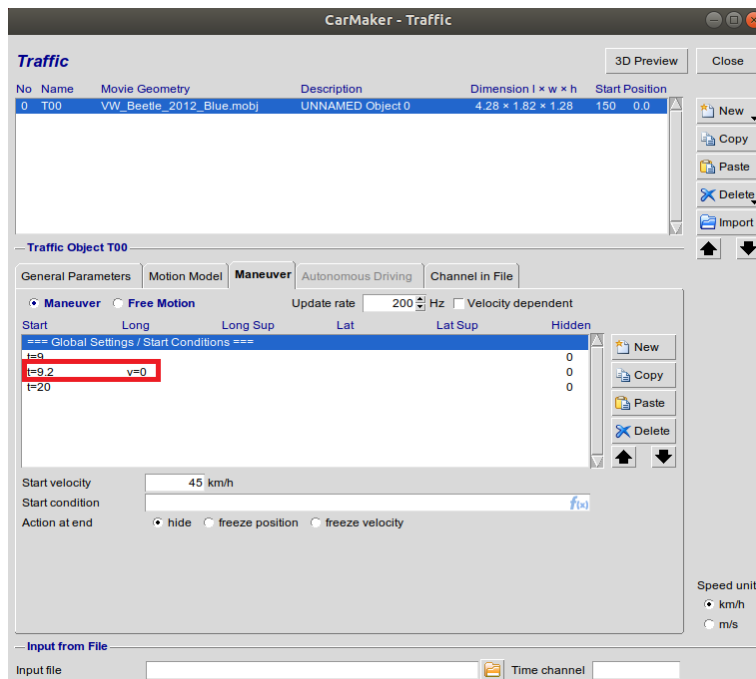 CarMaker - Traffic
Traffic
3D Preview
Close
No Name Movie Geometry Description Dimension l × w × h Start Position
0 T00 VW_Beetle_2012_Blue.mobj UNNAMED Object 0 4.28 × 1.82 × 1.28 150 0.0
New
Copy
Paste
Delete
Import
Traffic Object T00
General Parameters Motion Model Maneuver Autonomous Driving Channel in File
Maneuver Free Motion Update rate 200 Hz Velocity dependent
Start Long Long Sup Lat Lat Sup Hidden
=== Global Settings / Start Conditions ===
t=9 0
t=9.2 v=0 0
t=20 0
New
Copy
Paste
Delete
Start velocity 45 km/h
Start condition f(x)
Action at end hide freeze position freeze velocity
Speed unit
km/h
m/s
Input from File
Input file Time channel